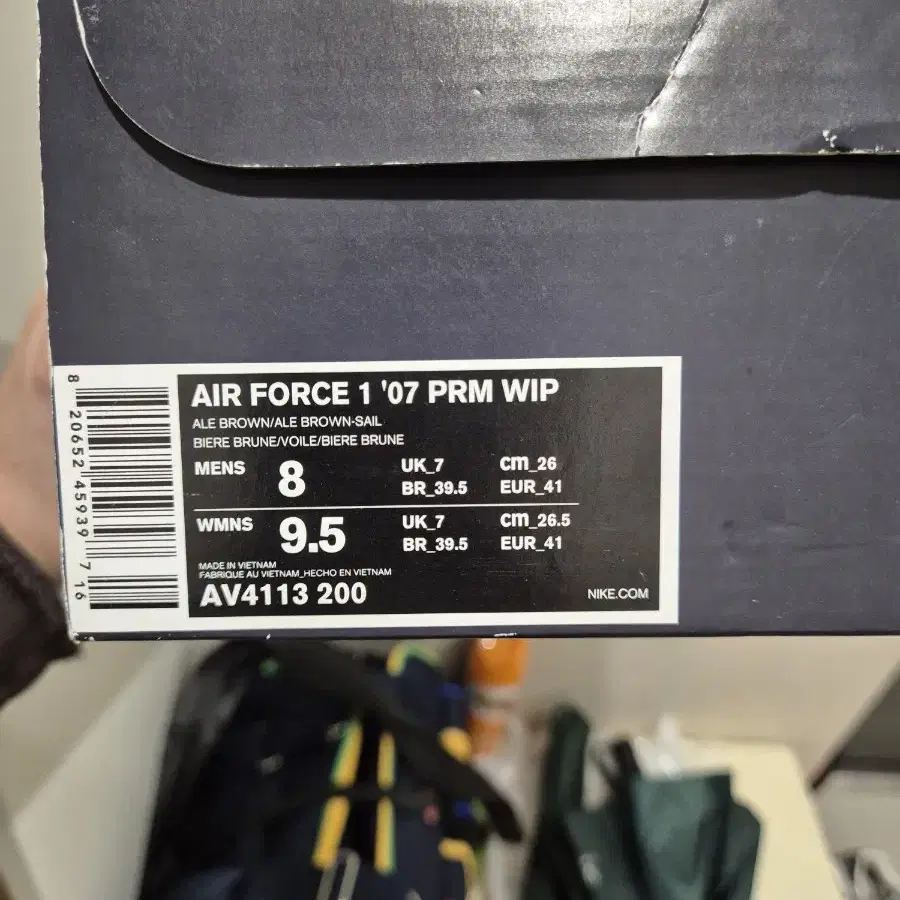 AIR FORCE 1 '07 PRM WIP
ALE BROWN/ALE BROWN-SAIL
BIERE BRUNE/VOILE/BIERE BRUNE
MENS 8 UK_7 cm_26
BR_39.5 EUR_41
WMNS 9.5 UK_7 cm_26.5
BR_39.5 EUR_41
MADE IN VIETNAM
FABRIQUE AU VIETNAM_HECHO EN VIETNAM
AV4113 200 NIKE.COM
8 20652 45939 7 16